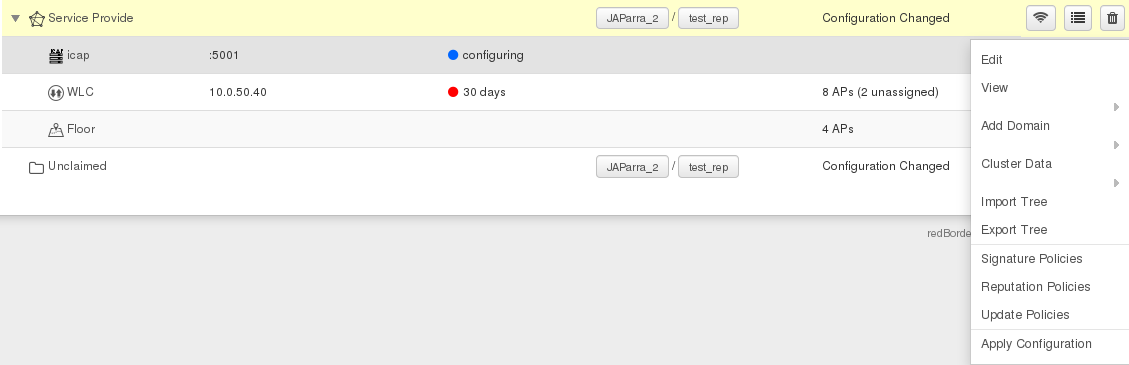 Service Provide JAParra_2 / test_rep Configuration Changed
icap :5001 configuring
Edit
View
WLC 10.0.50.40 30 days 8 APs (2 unassigned)
Add Domain
Floor 4 APs
Cluster Data
Unclaimed JAParra_2 / test_rep Configuration Changed
Import Tree
redBorde
Export Tree
Signature Policies
Reputation Policies
Update Policies
Apply Configuration